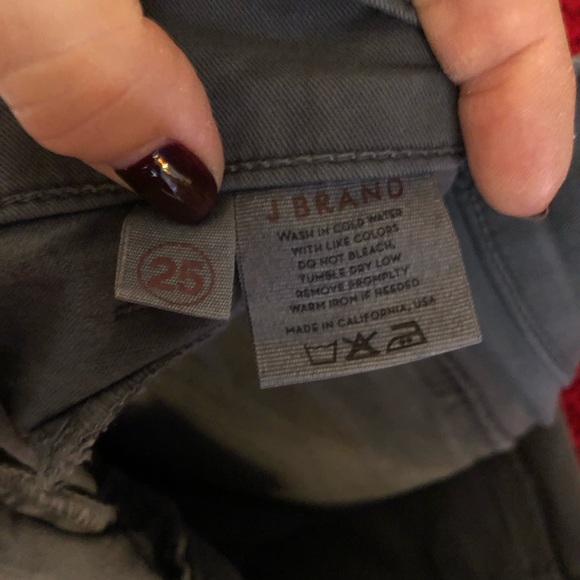 25
J BRAND
WASH IN COLD WATER
WITH LIKE COLORS
DO NOT BLEACH,
TUMBLE DRY LOW
REMOVE PROMPTLY
WARM IRON IF NEEDED
MADE IN CALIFORNIA, USA